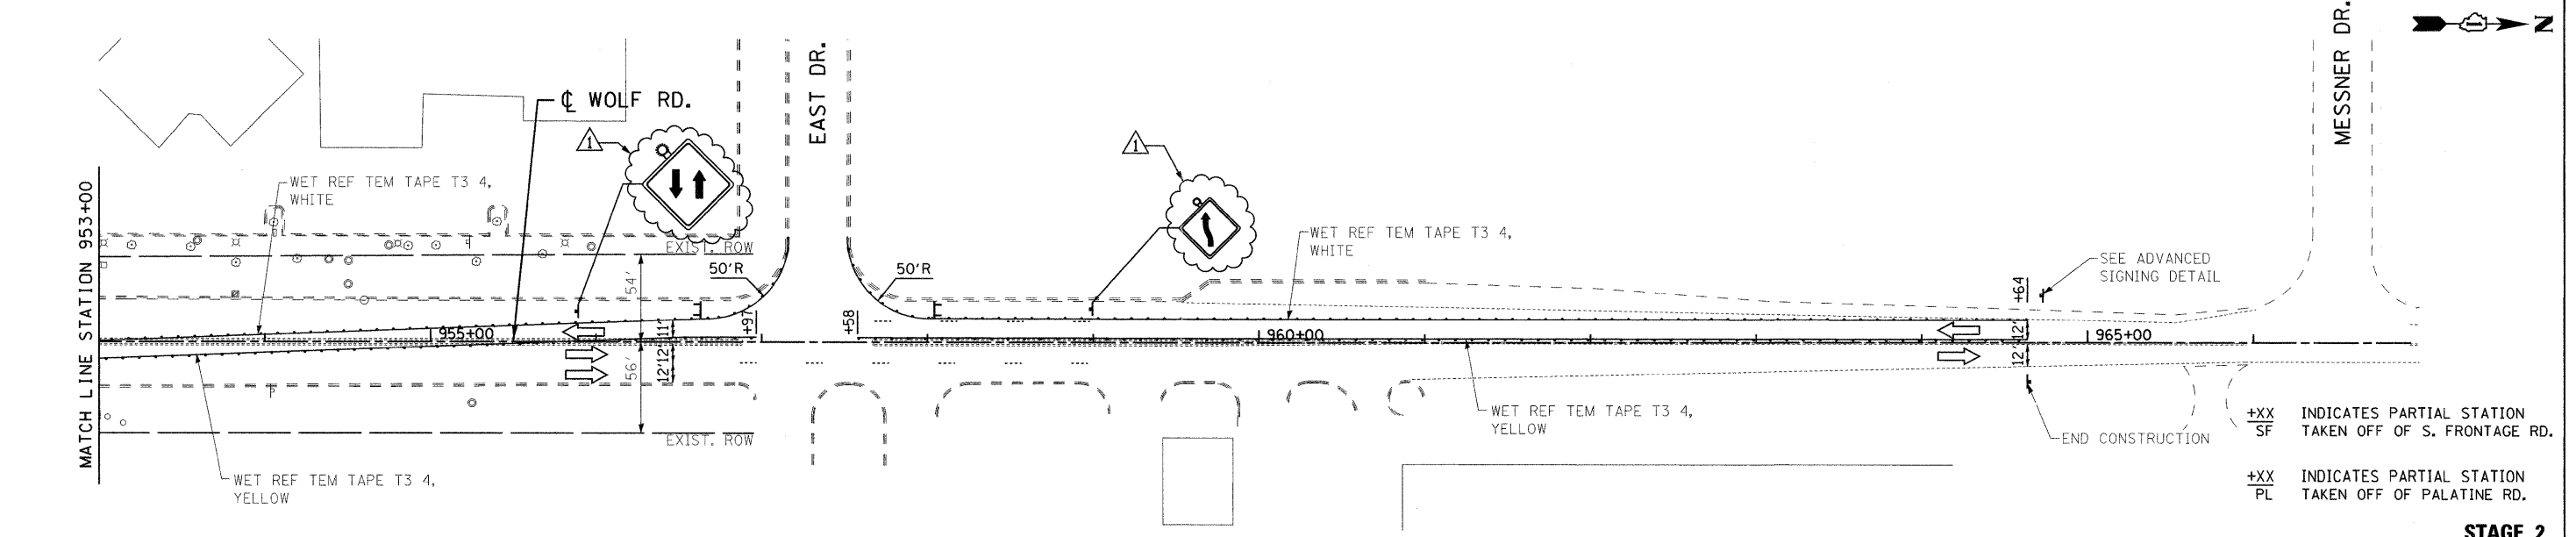 N
MESSNER DR.
EAST DR.
℄ WOLF RD.
1
1
WET REF TEM TAPE T3 4,
WHITE
MATCH LINE STATION 953+00
EXIST. ROW
54'
50'R
50'R
WET REF TEM TAPE T3 4,
WHITE
SEE ADVANCED
SIGNING DETAIL
+64
+97
+58
955+00
11'
960+00
12'
965+00
56'
12'
12'
12'
WET REF TEM TAPE T3 4,
YELLOW
EXIST. ROW
END CONSTRUCTION
WET REF TEM TAPE T3 4,
YELLOW
+XX INDICATES PARTIAL STATION
SF TAKEN OFF OF S. FRONTAGE RD.
+XX INDICATES PARTIAL STATION
PL TAKEN OFF OF PALATINE RD.
STAGE 2